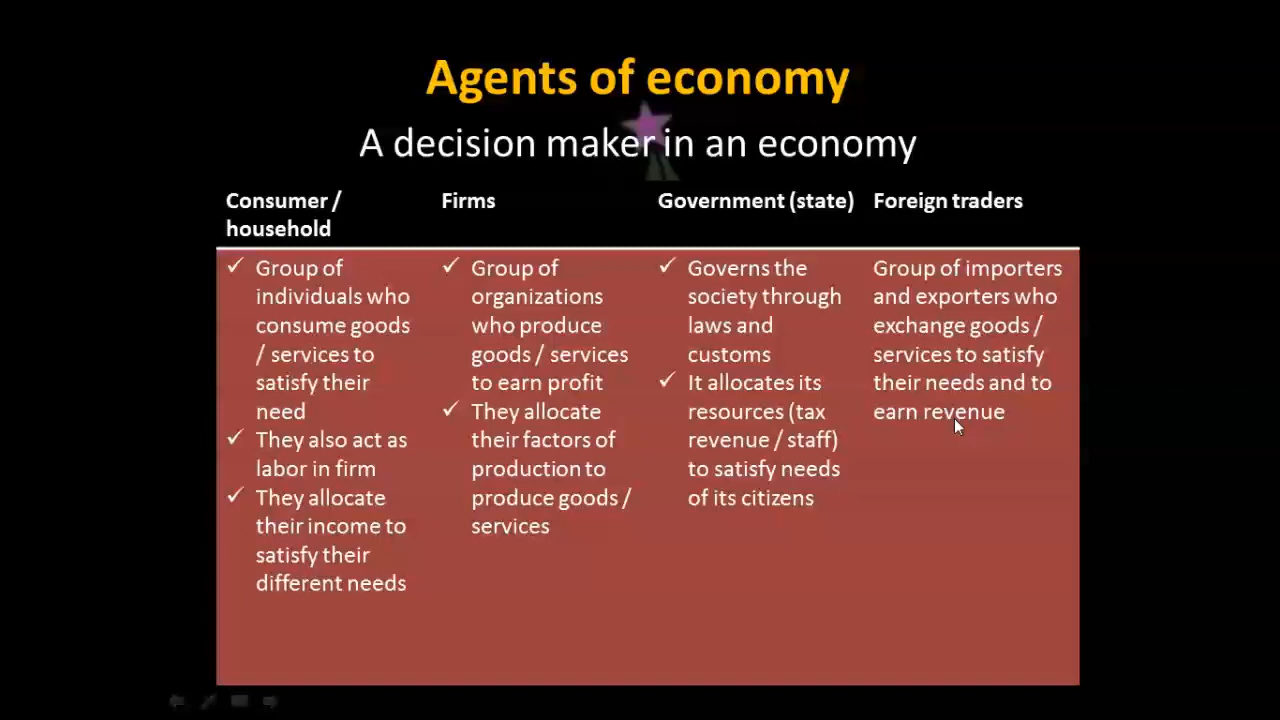 Agents of economy
A decision maker in an economy
Consumer /
household
Firms
Government (state)
Foreign traders
✓ Group of
individuals who
consume goods
/ services to
satisfy their
need
✓ They also act as
labor in firm
✓ They allocate
their income to
satisfy their
different needs
✓ Group of
organizations
who produce
goods / services
to earn profit
✓ They allocate
their factors of
production to
produce goods /
services
✓ Governs the
society through
laws and
customs
✓ It allocates its
resources (tax
revenue / staff)
to satisfy needs
of its citizens
Group of importers
and exporters who
exchange goods /
services to satisfy
their needs and to
earn revenue